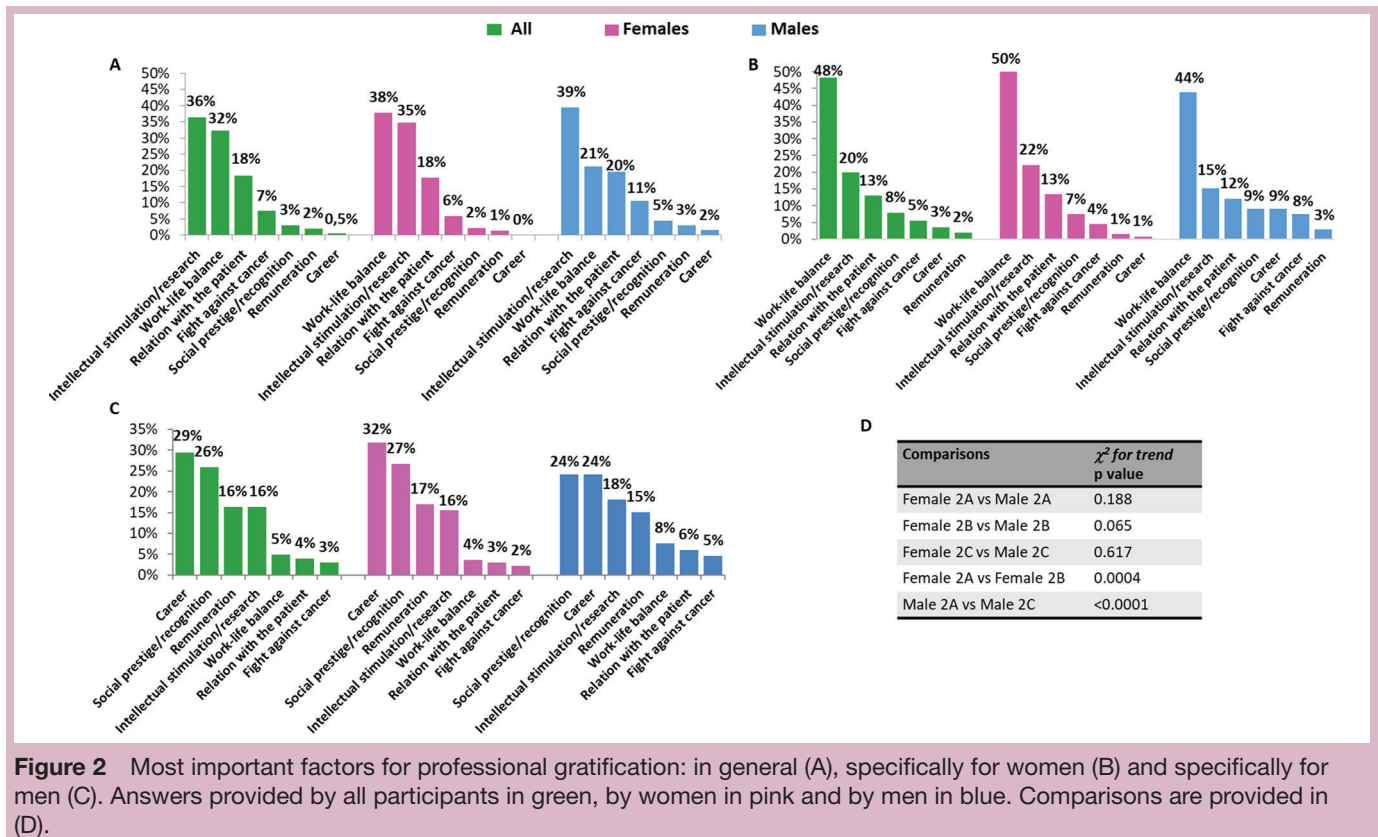 All Females Males
A
50%
45%
40%
35%
30%
25%
20%
15%
10%
5%
0%
36% 32% 18% 7% 3% 2% 0,5%
38% 35% 18% 6% 2% 1% 0%
39% 21% 20% 11% 5% 3% 2%
Intellectual stimulation/research
Work-life balance
Relation with the patient
Fight against cancer
Social prestige/recognition
Remuneration
Career
Work-life balance
Intellectual stimulation/research
Relation with the patient
Fight against cancer
Social prestige/recognition
Remuneration
Career
Intellectual stimulation/research
Work-life balance
Relation with the patient
Fight against cancer
Social prestige/recognition
Remuneration
Career
B
50%
45%
40%
35%
30%
25%
20%
15%
10%
5%
0%
48% 20% 13% 8% 5% 3% 2%
50% 22% 13% 7% 4% 1% 1%
44% 15% 12% 9% 9% 8% 3%
Work-life balance
Intellectual stimulation/research
Relation with the patient
Social prestige/recognition
Fight against cancer
Career
Remuneration
Work-life balance
Intellectual stimulation/research
Relation with the patient
Social prestige/recognition
Fight against cancer
Remuneration
Career
Work-life balance
Intellectual stimulation/research
Relation with the patient
Social prestige/recognition
Career
Fight against cancer
Remuneration
C
35%
30%
25%
20%
15%
10%
5%
0%
29% 26% 16% 16% 5% 4% 3%
32% 27% 17% 16% 4% 3% 2%
24% 24% 18% 15% 8% 6% 5%
Career
Social prestige/recognition
Remuneration
Intellectual stimulation/research
Work-life balance
Relation with the patient
Fight against cancer
Career
Social prestige/recognition
Remuneration
Intellectual stimulation/research
Work-life balance
Relation with the patient
Fight against cancer
Social prestige/recognition
Career
Intellectual stimulation/research
Remuneration
Work-life balance
Relation with the patient
Fight against cancer
D
Comparisons χ² for trend
p value
Female 2A vs Male 2A 0.188
Female 2B vs Male 2B 0.065
Female 2C vs Male 2C 0.617
Female 2A vs Female 2B 0.0004
Male 2A vs Male 2C <0.0001
Figure 2 Most important factors for professional gratification: in general (A), specifically for women (B) and specifically for
men (C). Answers provided by all participants in green, by women in pink and by men in blue. Comparisons are provided in
(D).